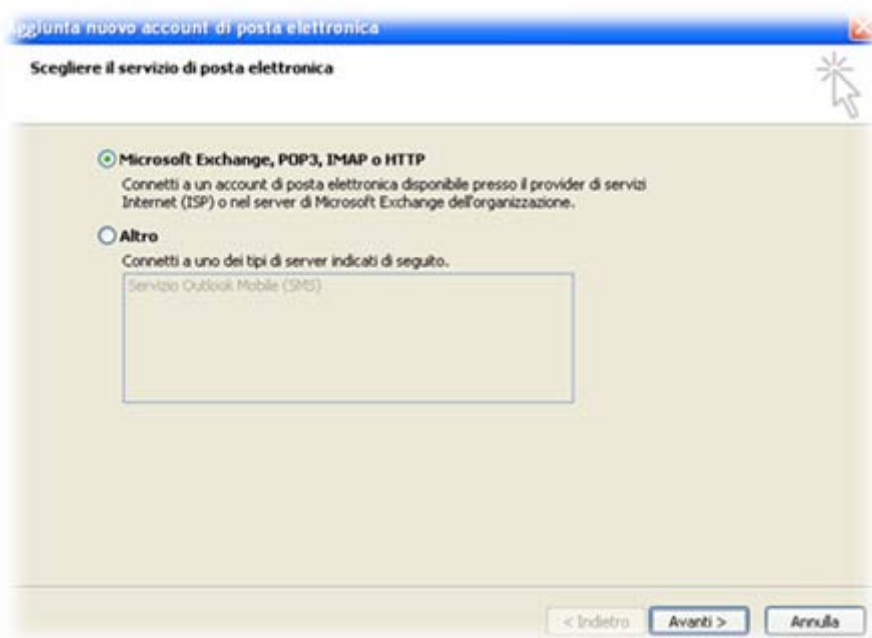 Aggiunta nuovo account di posta elettronica
Scegliere il servizio di posta elettronica
Microsoft Exchange, POP3, IMAP o HTTP
Connetti a un account di posta elettronica disponibile presso il provider di servizi
Internet (ISP) o nel server di Microsoft Exchange dell'organizzazione.
Altro
Connetti a uno dei tipi di server indicati di seguito.
Servizio Outlook Mobile (SMS)
< Indietro Avanti > Annulla